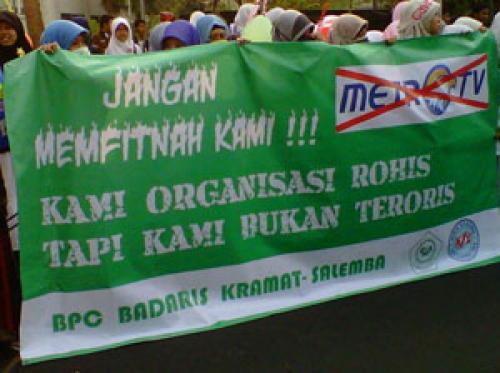 JANGAN
MEMFITNAH KAMI !!!
METRO TV
KAMI ORGANISASI ROHIS
TAPI KAMI BUKAN TERORIS
BPC BADARIS KRAMAT-SALEMBA